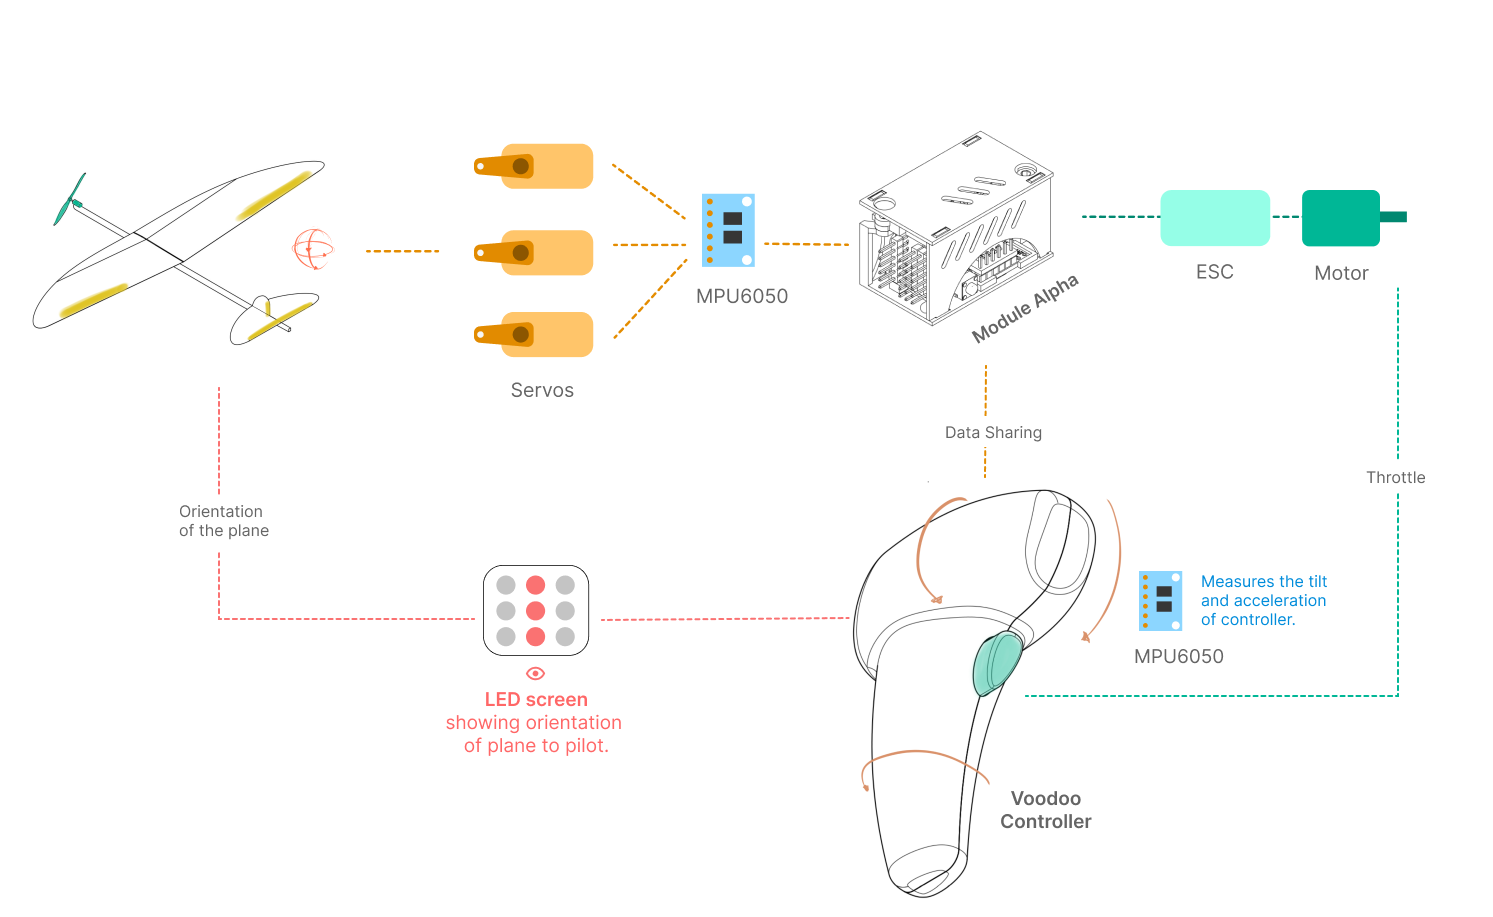 MPU6050
Module Alpha
ESC
Motor
Servos
Data Sharing
Throttle
Orientation
of the plane
Measures the tilt
and acceleration
of controller.
MPU6050
LED screen
showing orientation
of plane to pilot.
Voodoo
Controller